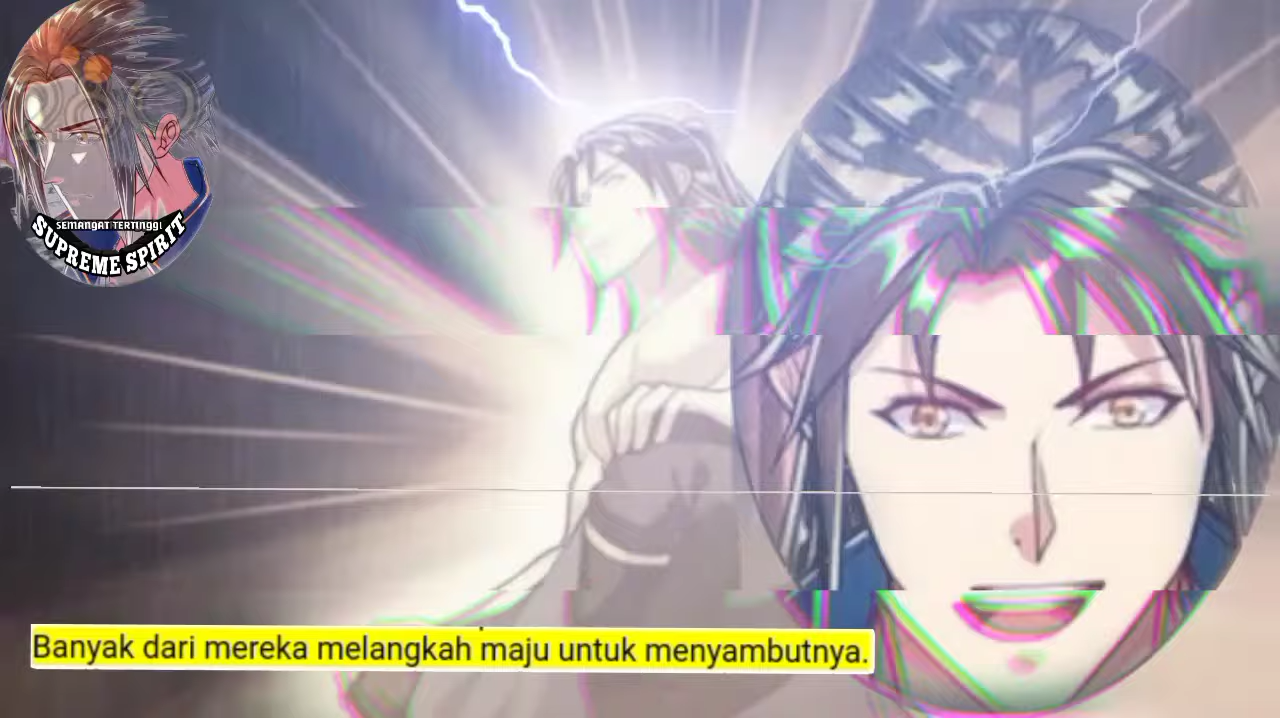 SEMANGAT TERTINGGI
SUPREME SPIRIT
Banyak dari mereka melangkah maju untuk menyambutnya.